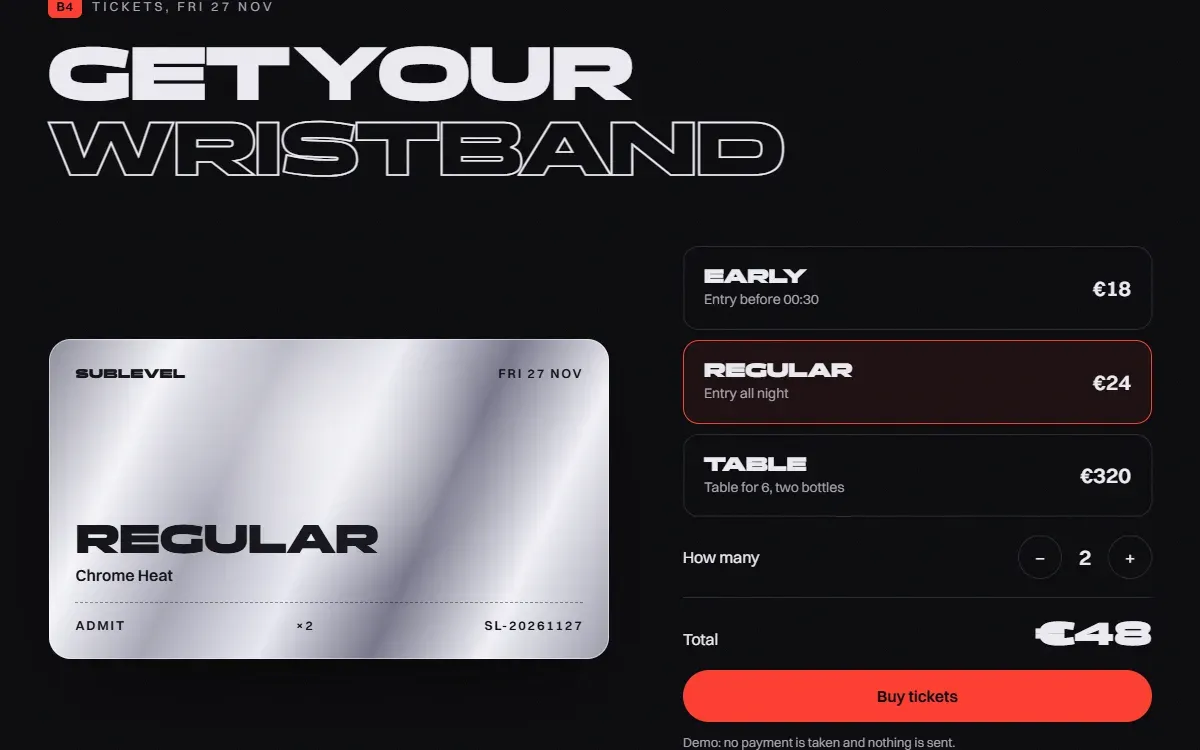 B4 TICKETS, FRI 27 NOV
GET YOUR
WRISTBAND
EARLY
Entry before 00:30
€18
REGULAR
Entry all night
€24
TABLE
Table for 6, two bottles
€320
SUBLEVEL FRI 27 NOV
REGULAR
Chrome Heat
ADMIT ×2 SL-20261127
How many − 2 +
Total €48
Buy tickets
Demo: no payment is taken and nothing is sent.